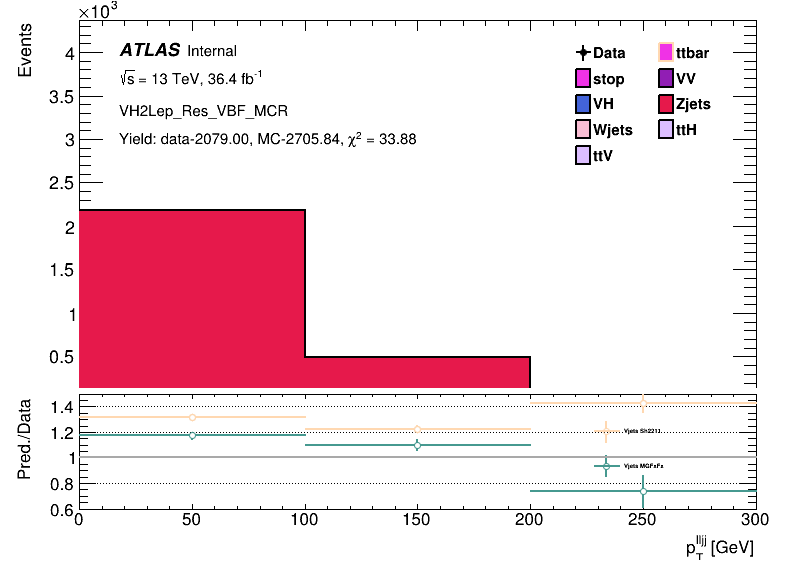 ×10³
Events
ATLAS Internal
√s = 13 TeV, 36.4 fb⁻¹
VH2Lep_Res_VBF_MCR
Yield: data-2079.00, MC-2705.84, χ² = 33.88
Data
ttbar
stop
VV
VH
Zjets
Wjets
ttH
ttV
4
3.5
3
2.5
2
1.5
1
0.5
Pred./Data
1.4
1.2
1
0.8
0.6
Vjets Sh2211
Vjets MGFxFx
0 50 100 150 200 250 300
p_T^lljj [GeV]